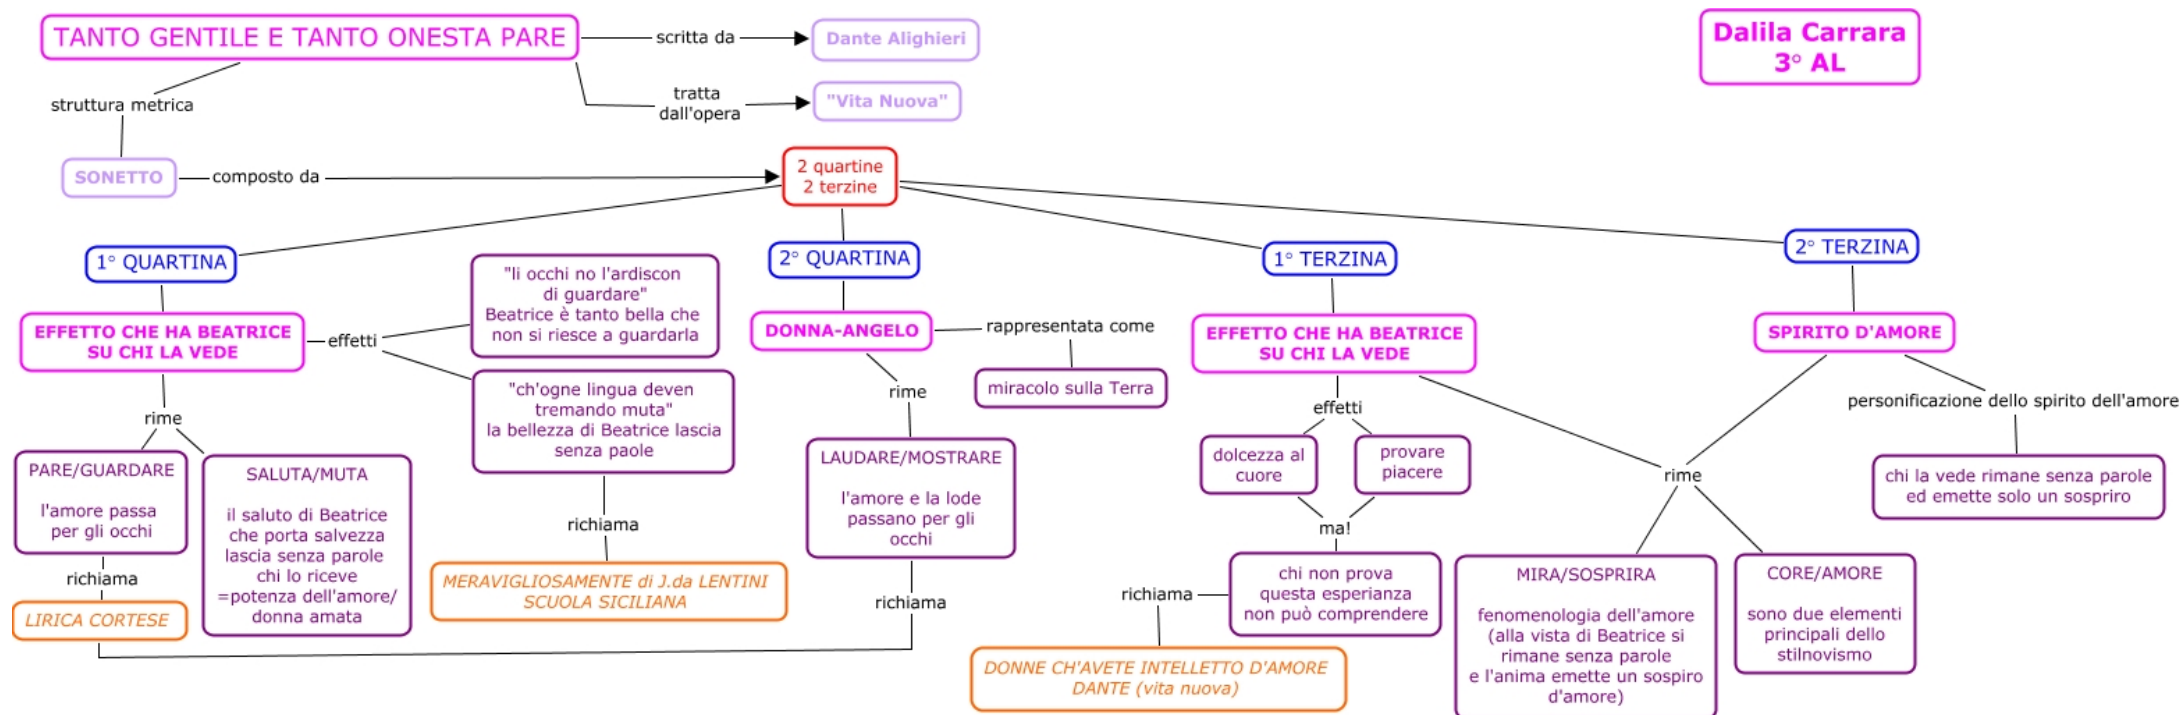 TANTO GENTILE E TANTO ONESTA PARE
scritta da
Dante Alighieri
Dalila Carrara
3° AL
tratta
dall'opera
"Vita Nuova"
struttura metrica
SONETTO
composto da
2 quartine
2 terzine
1° QUARTINA
EFFETTO CHE HA BEATRICE
SU CHI LA VEDE
effetti
"li occhi no l'ardiscon
di guardare"
Beatrice è tanto bella che
non si riesce a guardarla
"ch'ogne lingua deven
tremando muta"
la bellezza di Beatrice lascia
senza paole
richiama
MERAVIGLIOSAMENTE di J.da LENTINI
SCUOLA SICILIANA
rime
PARE/GUARDARE
l'amore passa
per gli occhi
richiama
LIRICA CORTESE
SALUTA/MUTA
il saluto di Beatrice
che porta salvezza
lascia senza parole
chi lo riceve
=potenza dell'amore/
donna amata
2° QUARTINA
DONNA-ANGELO
rappresentata come
miracolo sulla Terra
rime
LAUDARE/MOSTRARE
l'amore e la lode
passano per gli
occhi
richiama
1° TERZINA
EFFETTO CHE HA BEATRICE
SU CHI LA VEDE
effetti
dolcezza al
cuore
provare
piacere
ma!
chi non prova
questa esperianza
non può comprendere
richiama
DONNE CH'AVETE INTELLETTO D'AMORE
DANTE (vita nuova)
2° TERZINA
SPIRITO D'AMORE
personificazione dello spirito dell'amore
chi la vede rimane senza parole
ed emette solo un sospriro
rime
MIRA/SOSPRIRA
fenomenologia dell'amore
(alla vista di Beatrice si
rimane senza parole
e l'anima emette un sospiro
d'amore)
CORE/AMORE
sono due elementi
principali dello
stilnovismo